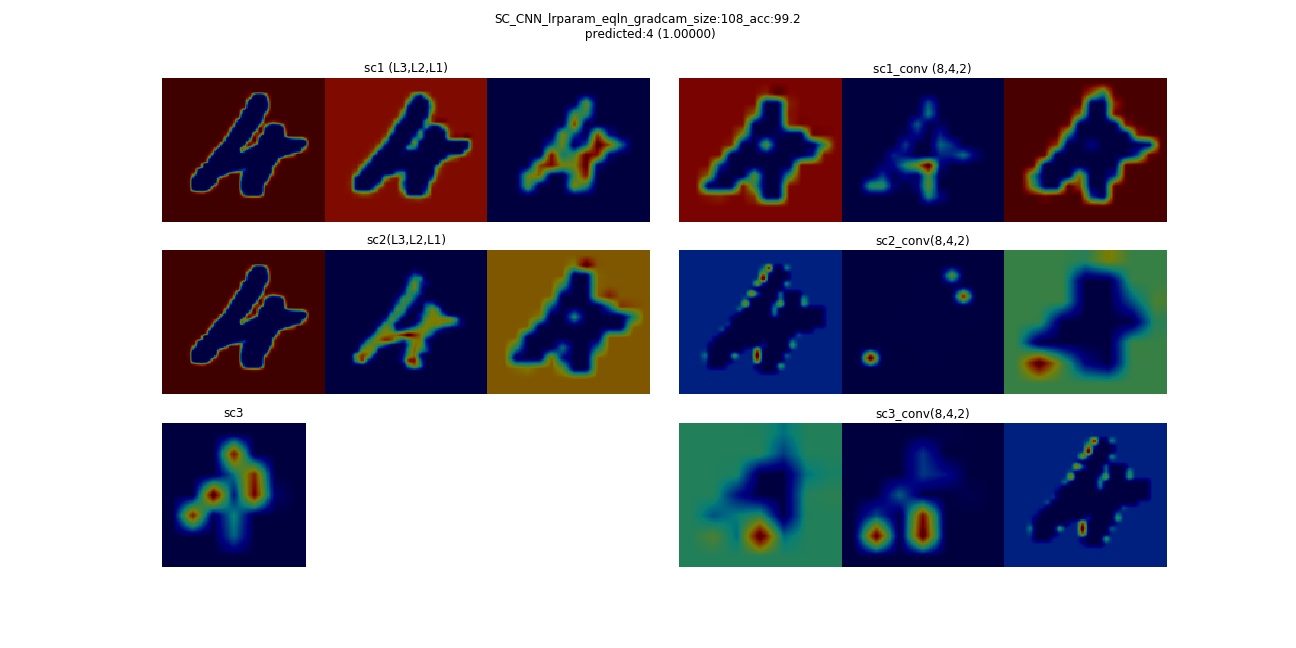 SC_CNN_lrparam_eqln_gradcam_size:108_acc:99.2
predicted:4 (1.00000)
sc1 (L3,L2,L1)
sc1_conv (8,4,2)
sc2(L3,L2,L1)
sc2_conv(8,4,2)
sc3
sc3_conv(8,4,2)